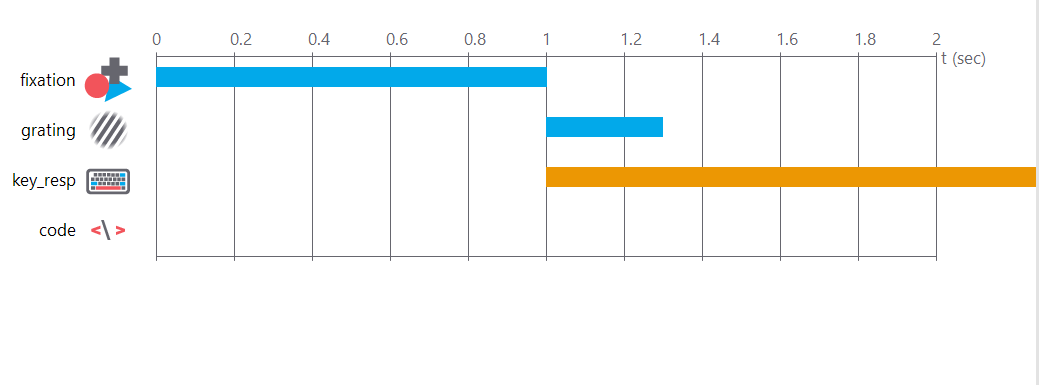 0 0.2 0.4 0.6 0.8 1 1.2 1.4 1.6 1.8 2
t (sec)
fixation
grating
key_resp
code </>